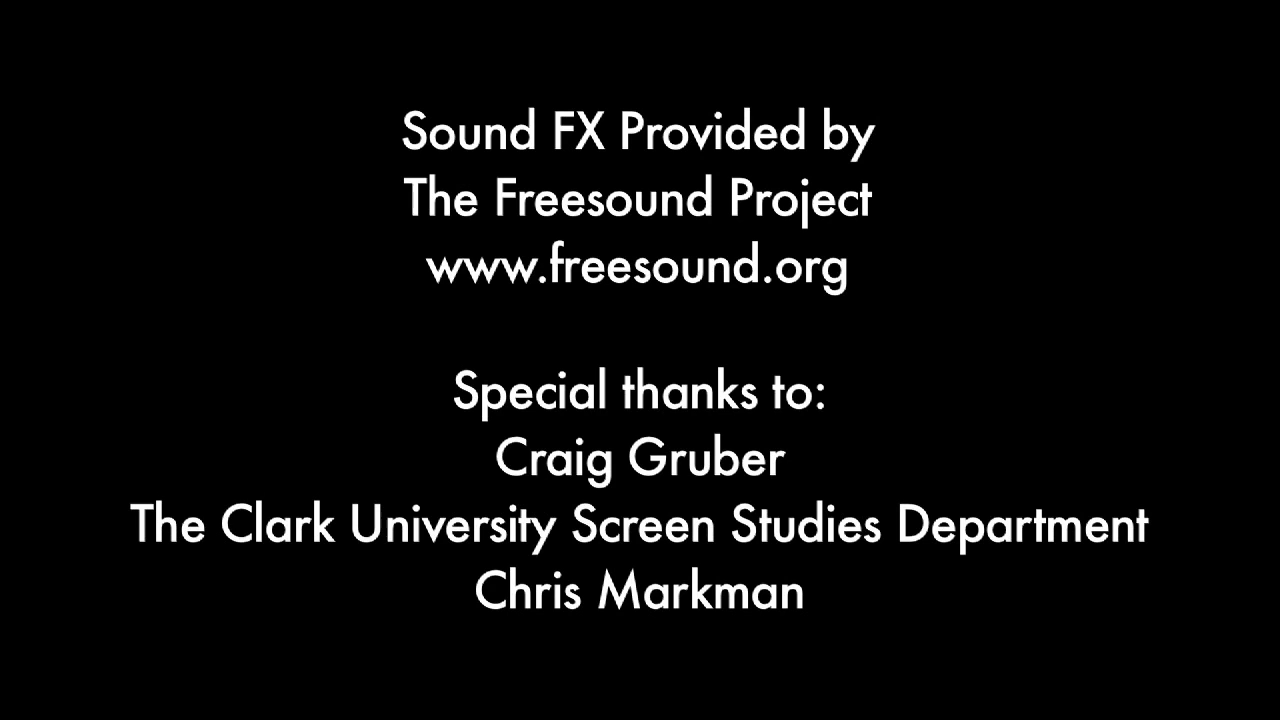 Sound FX Provided by
The Freesound Project
www.freesound.org
Special thanks to:
Craig Gruber
The Clark University Screen Studies Department
Chris Markman